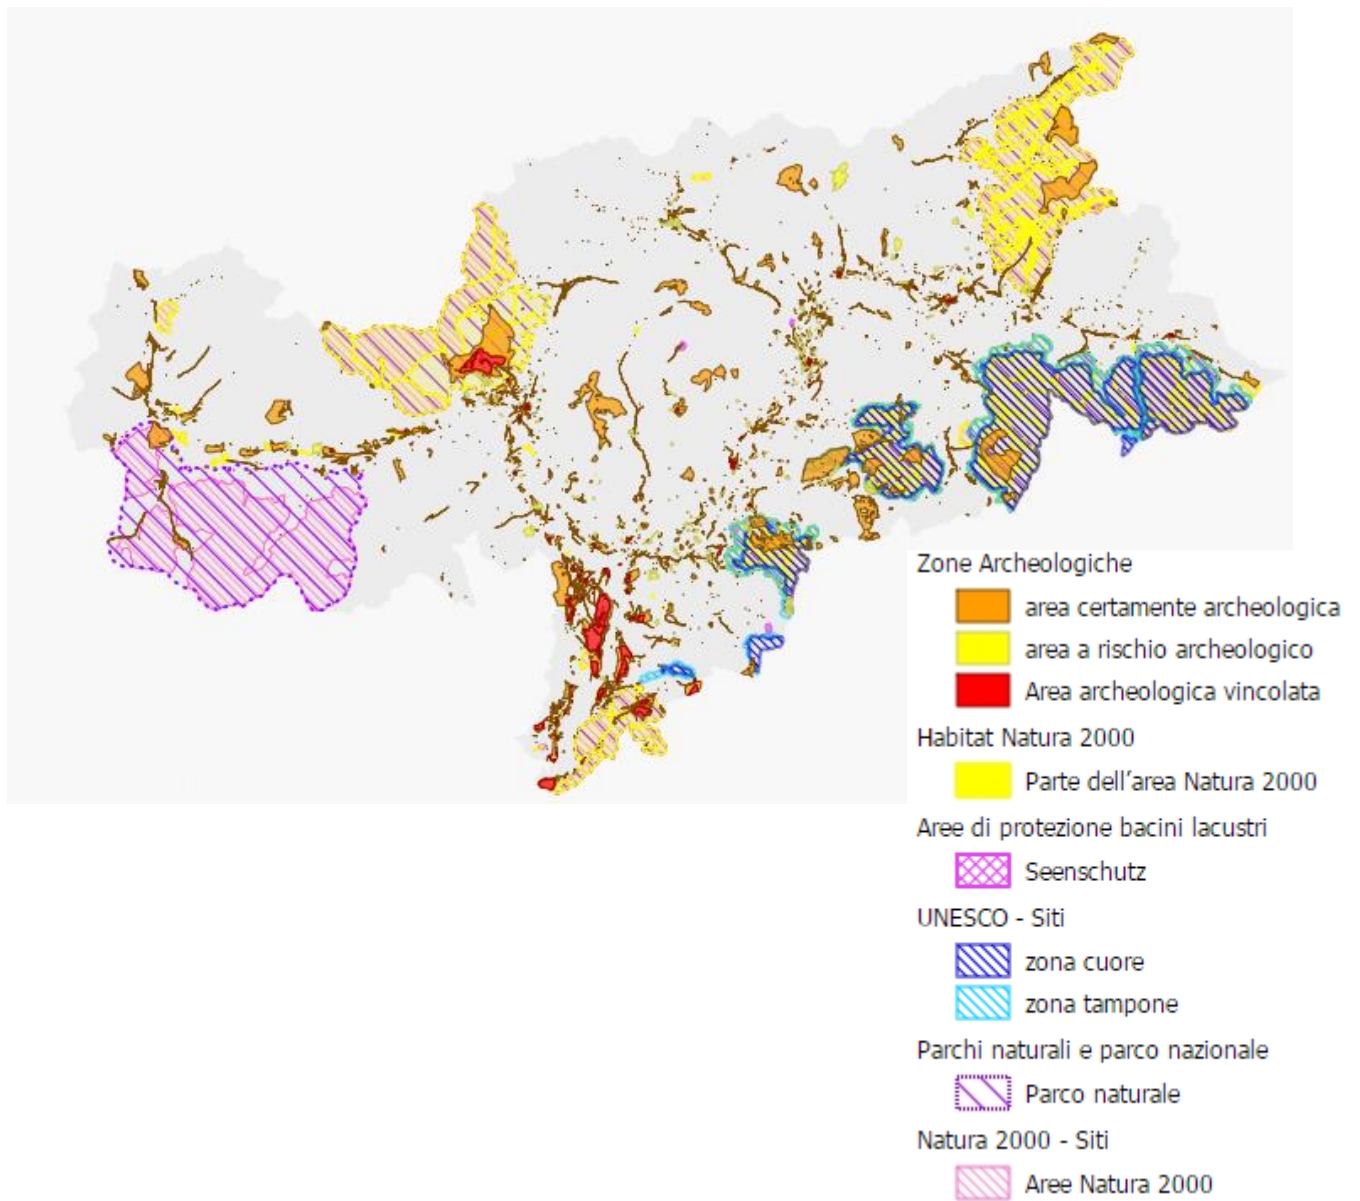 Zone Archeologiche
area certamente archeologica
area a rischio archeologico
Area archeologica vincolata
Habitat Natura 2000
Parte dell'area Natura 2000
Aree di protezione bacini lacustri
Seenschutz
UNESCO - Siti
zona cuore
zona tampone
Parchi naturali e parco nazionale
Parco naturale
Natura 2000 - Siti
Aree Natura 2000